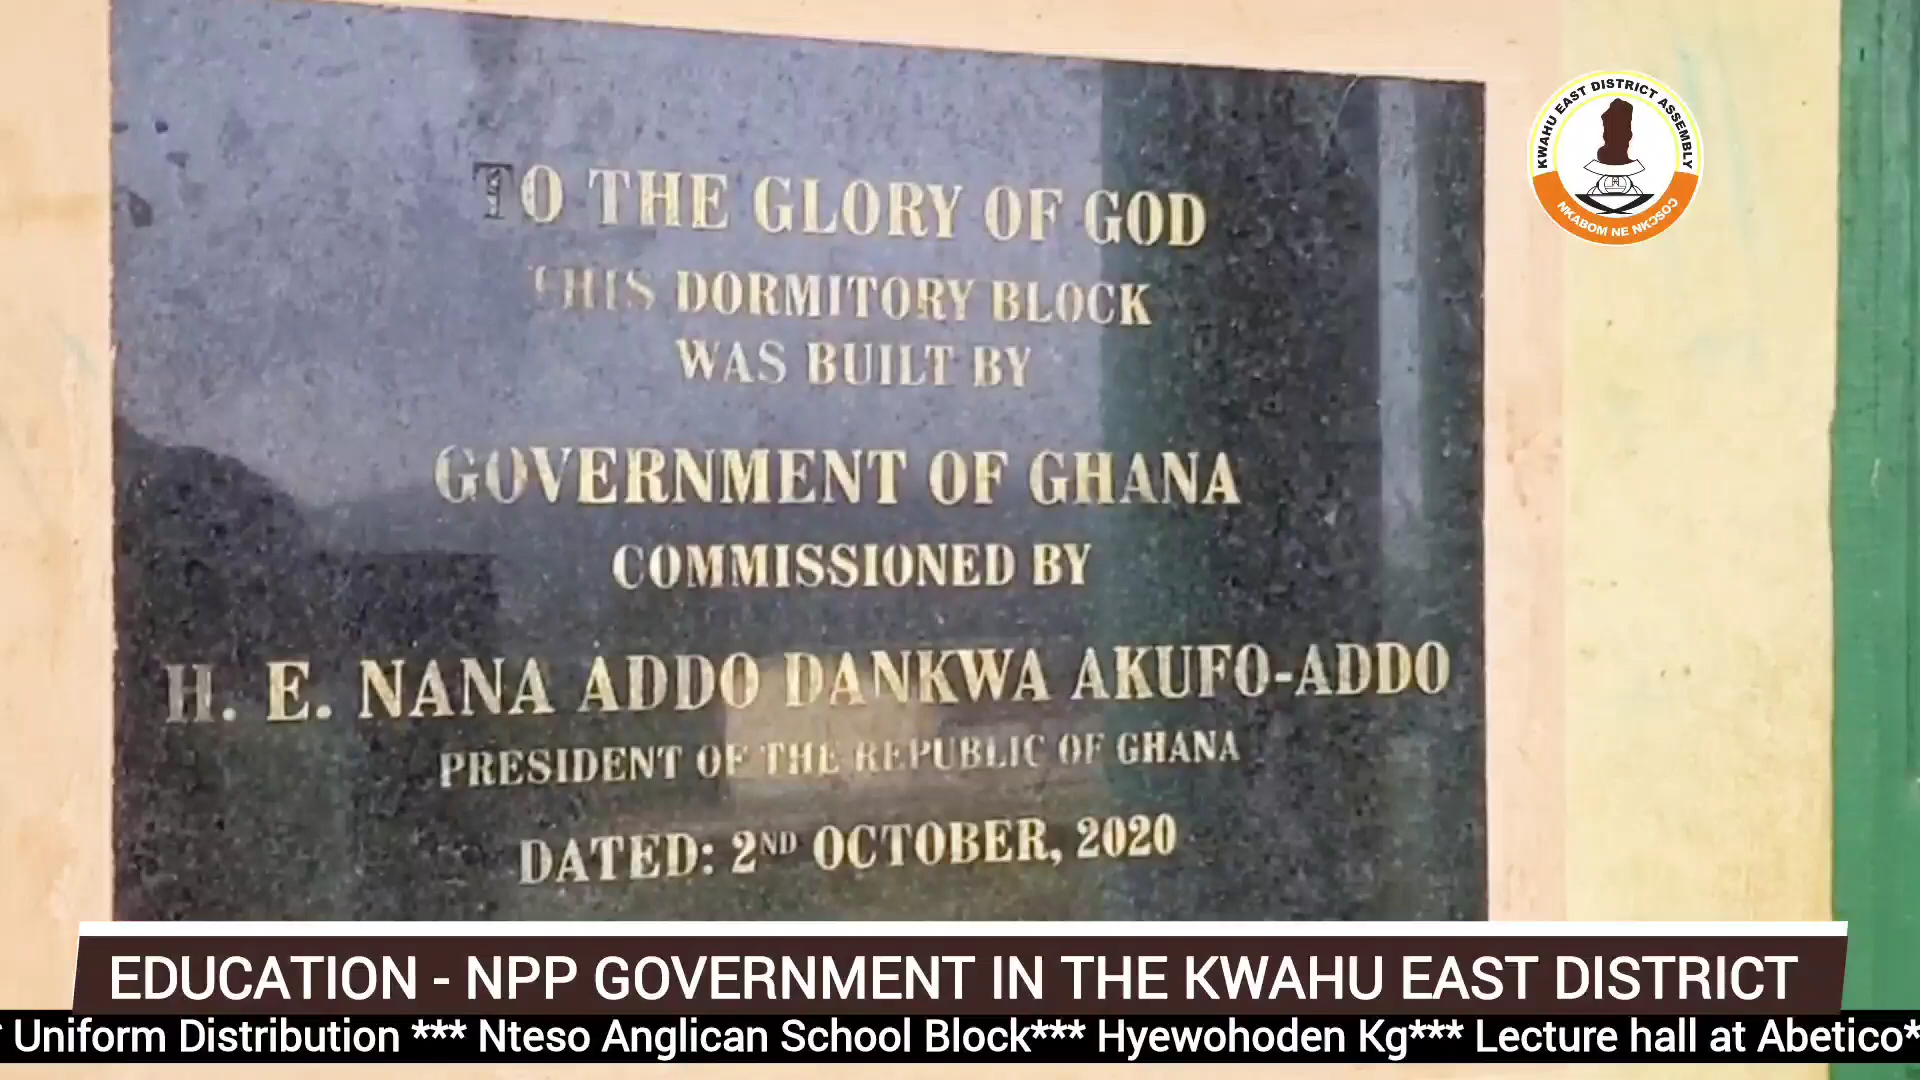 TO THE GLORY OF GOD
THIS DORMITORY BLOCK
WAS BUILT BY
GOVERNMENT OF GHANA
COMMISSIONED BY
H. E. NANA ADDO DANKWA AKUFO-ADDO
PRESIDENT OF THE REPUBLIC OF GHANA
DATED: 2ND OCTOBER, 2020
KWAHU EAST DISTRICT ASSEMBLY
NKABOM NE NKƆSOƆ
EDUCATION - NPP GOVERNMENT IN THE KWAHU EAST DISTRICT
* Uniform Distribution *** Nteso Anglican School Block*** Hyewohoden Kg*** Lecture hall at Abetico*